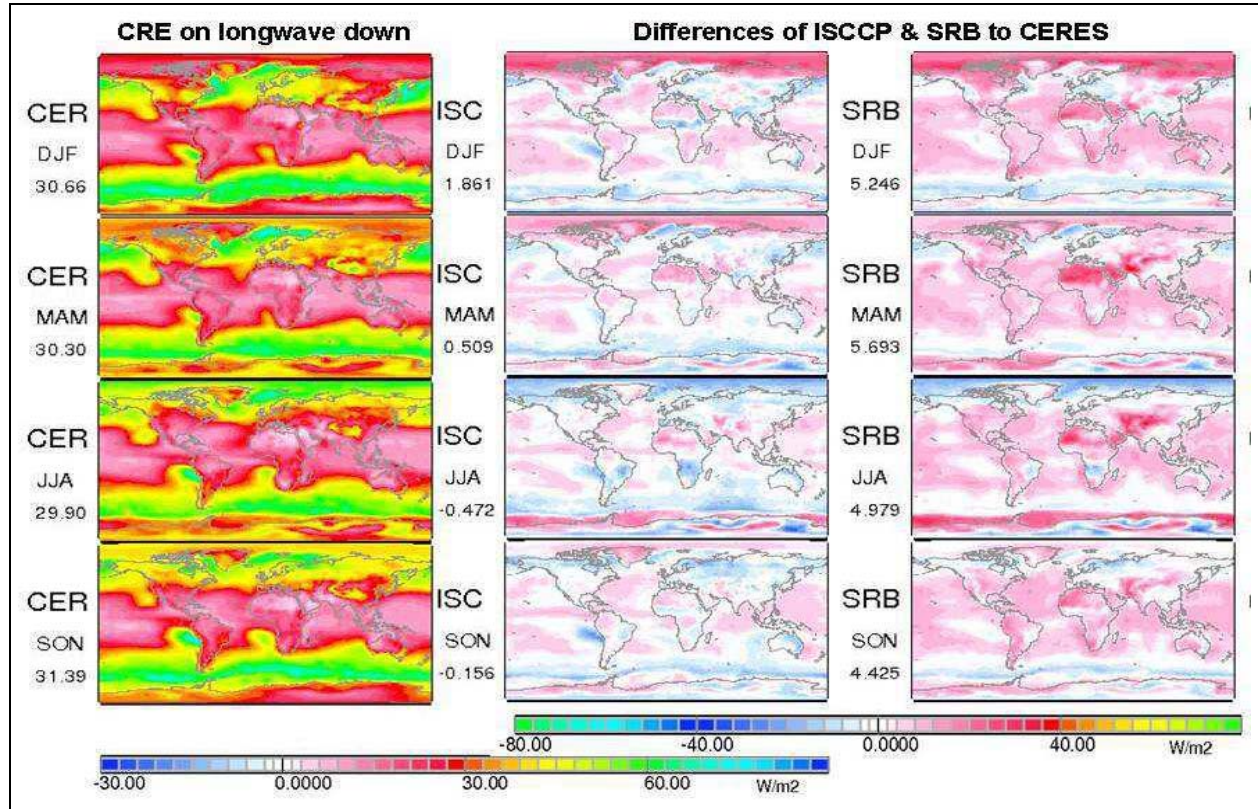 CRE on longwave down
Differences of ISCCP & SRB to CERES
CER
DJF
30.66
ISC
DJF
1.861
SRB
DJF
5.246
CER
MAM
30.30
ISC
MAM
0.509
SRB
MAM
5.693
CER
JJA
29.90
ISC
JJA
-0.472
SRB
JJA
4.979
CER
SON
31.39
ISC
SON
-0.156
SRB
SON
4.425
-80.00 -40.00 0.0000 40.00 W/m2
-30.00 0.0000 30.00 60.00 W/m2